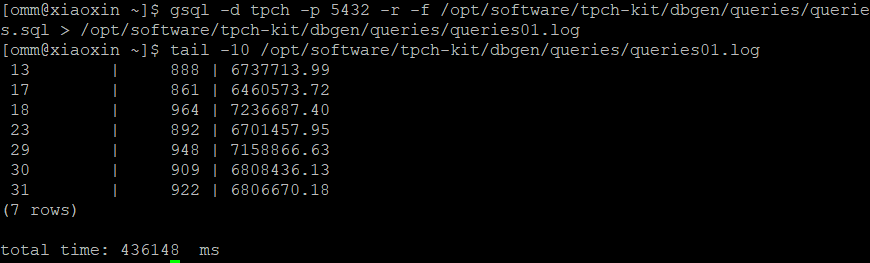 [omm@xiaoxin ~]$ gsql -d tpch -p 5432 -r -f /opt/software/tpch-kit/dbgen/queries/querie
s.sql > /opt/software/tpch-kit/dbgen/queries/queries01.log
[omm@xiaoxin ~]$ tail -10 /opt/software/tpch-kit/dbgen/queries/queries01.log
13 | 888 | 6737713.99
17 | 861 | 6460573.72
18 | 964 | 7236687.40
23 | 892 | 6701457.95
29 | 948 | 7158866.63
30 | 909 | 6808436.13
31 | 922 | 6806670.18
(7 rows)
total time: 436148  ms